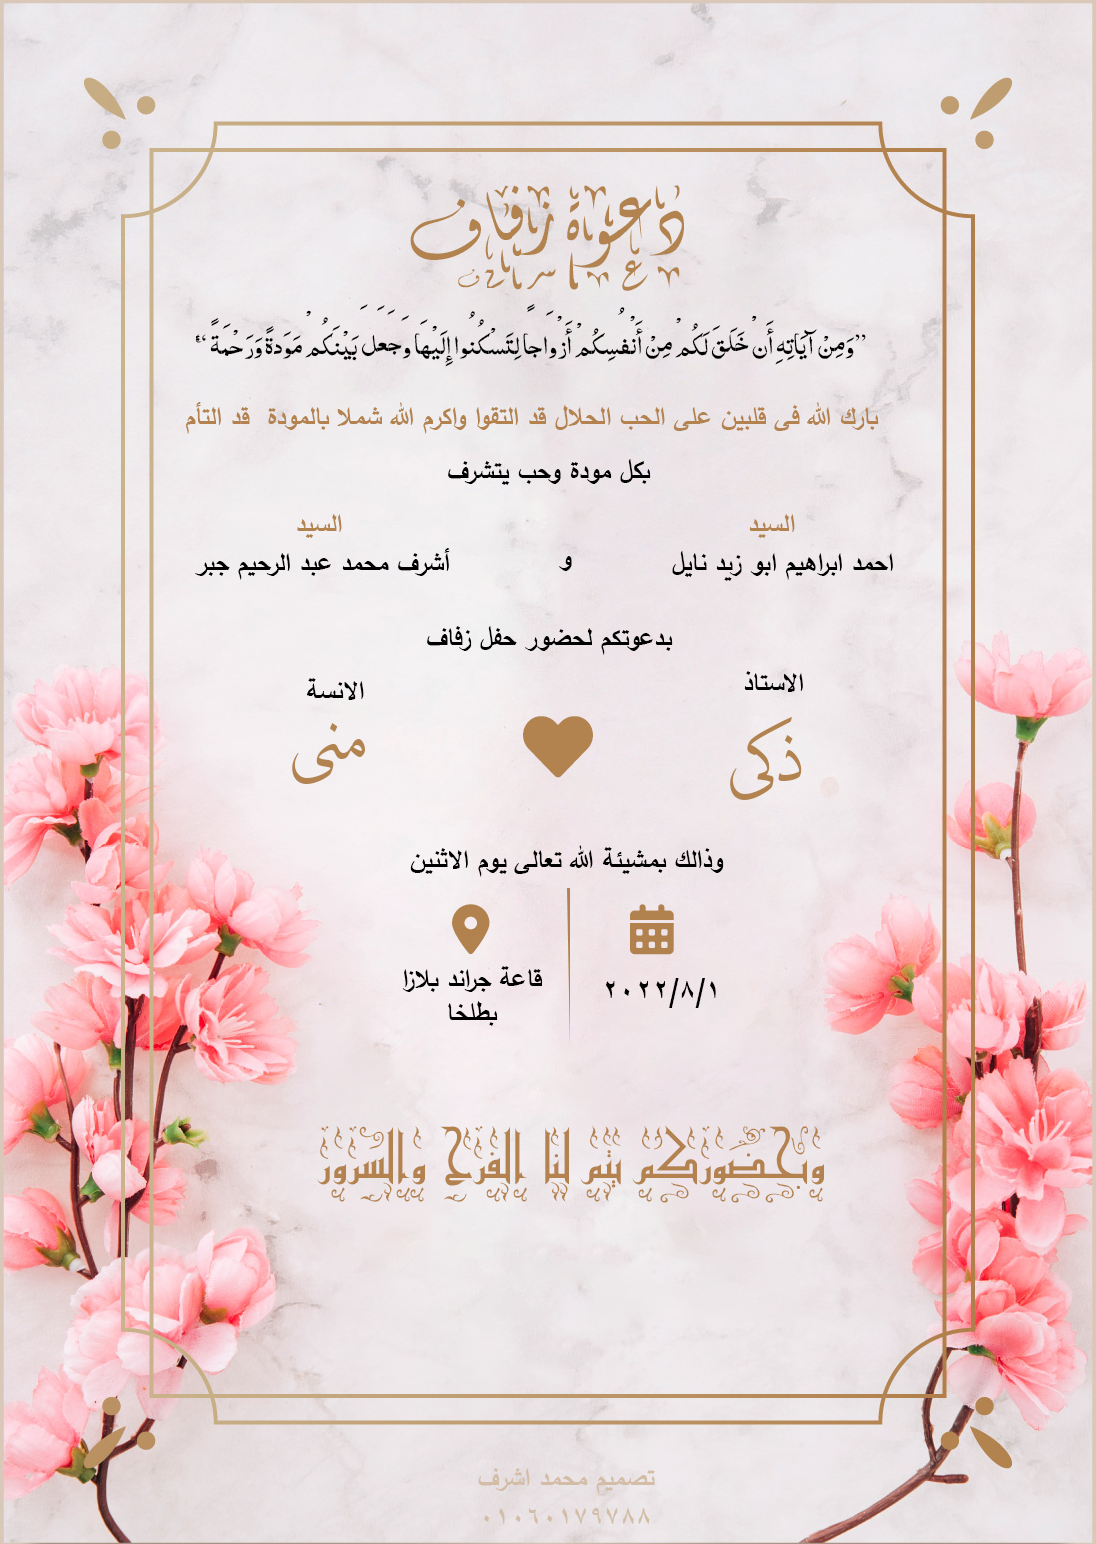 دعوة زفاف
”وَمِنْ آيَاتِهِ أَنْ خَلَقَ لَكُمْ مِنْ أَنْفُسِكُمْ أَزْواجا لِتَسْكُنُوا إِلَيْهَا وجعل بَيْنَكُمْ مَوَدةً وَرَحْمَةً“
بارك الله فى قلبين على الحب الحلال قد التقوا واكرم الله شملا بالمودة قد التأم
بكل مودة وحب يتشرف
السيد السيد
احمد ابراهيم ابو زيد نايل و أشرف محمد عبد الرحيم جبر
بدعوتكم لحضور حفل زفاف
الاستاذ الانسة
ذكى منى
وذالك بمشيئة الله تعالى يوم الاثنين
٢٠٢٢/٨/١ قاعة جراند بلازا
بطلخا
وبحضوركم يتم لنا الفرح والسرور
تصميم محمد اشرف
٠١٠٦٠١٧٩٧٨٨